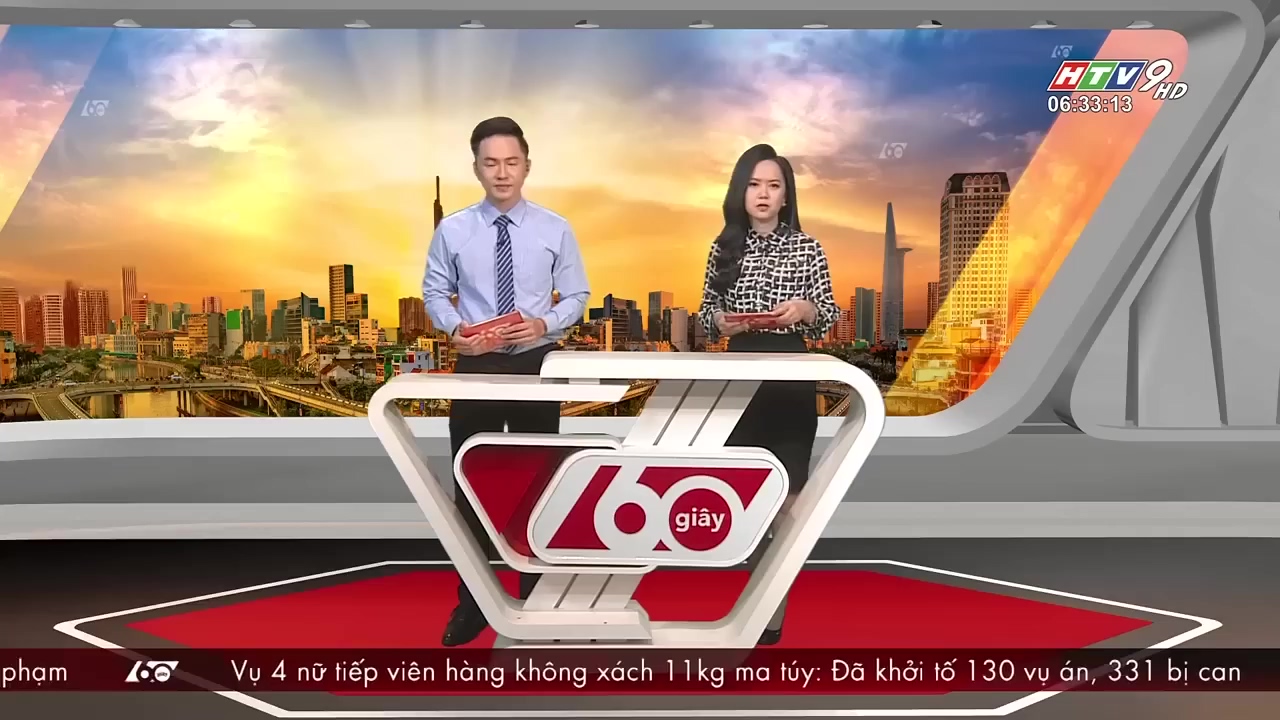 HTV9
HD
06:33:13
60
giây
phạm 60 giây Vụ 4 nữ tiếp viên hàng không xách 11kg ma túy: Đã khởi tố 130 vụ án, 331 bị can